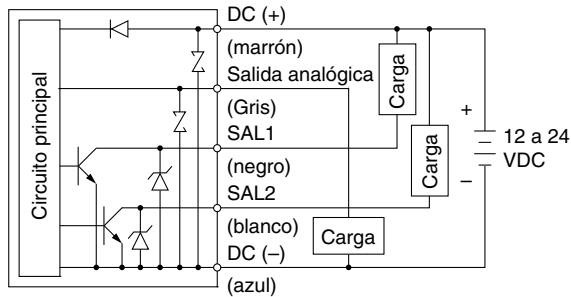 Circuito principal
DC (+)
(marrón)
Salida analógica
(Gris)
SAL1
(negro)
SAL2
(blanco)
DC (–)
(azul)
Carga
Carga
Carga
+
12 a 24
VDC
–